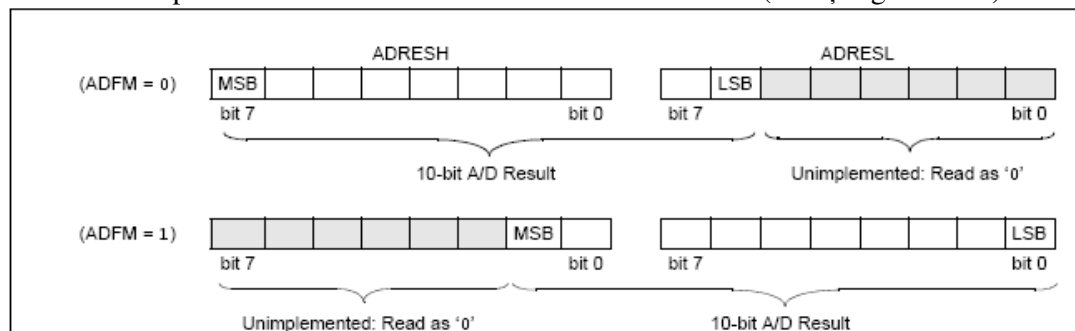 ADRESH ADRESL
(ADFM = 0) MSB LSB
bit 7 bit 0 bit 7 bit 0
10-bit A/D Result Unimplemented: Read as ‘0’
(ADFM = 1) MSB LSB
bit 7 bit 0 bit 7 bit 0
Unimplemented: Read as ‘0’ 10-bit A/D Result